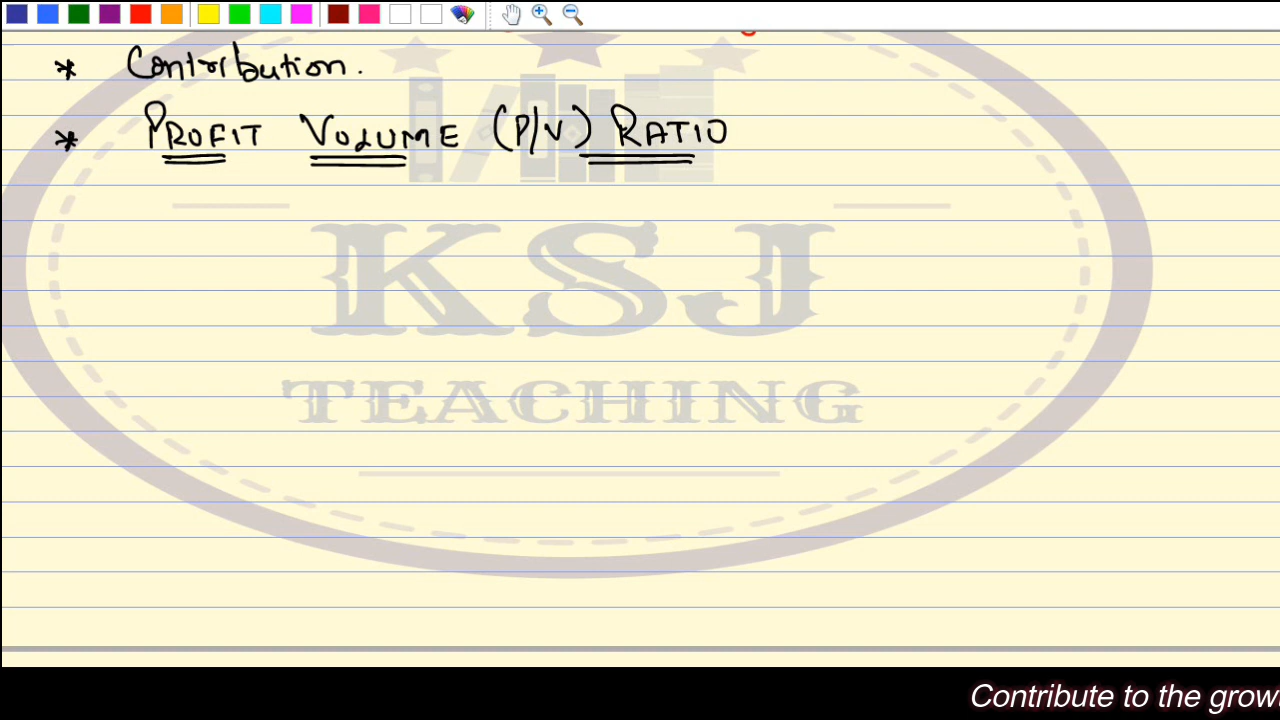 * Contribution.
* PROFIT VOLUME (P/V) RATIO
KSJ
TEACHING
Contribute to the grow